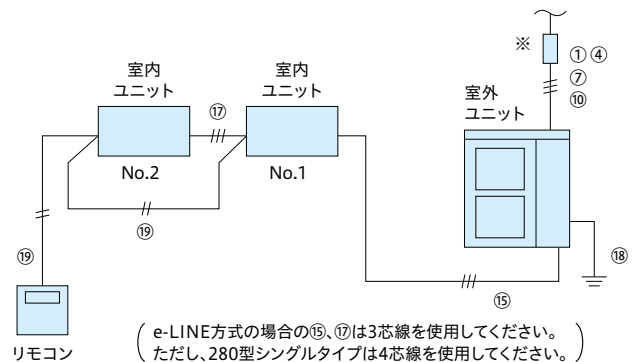 ※
①④
⑦
⑩
室内
ユニット
室内
ユニット
室外
ユニット
⑰
No.2
No.1
⑲
⑲
⑱
⑮
リモコン
e-LINE方式の場合の⑮、⑰は3芯線を使用してください。
ただし、280型シングルタイプは4芯線を使用してください。